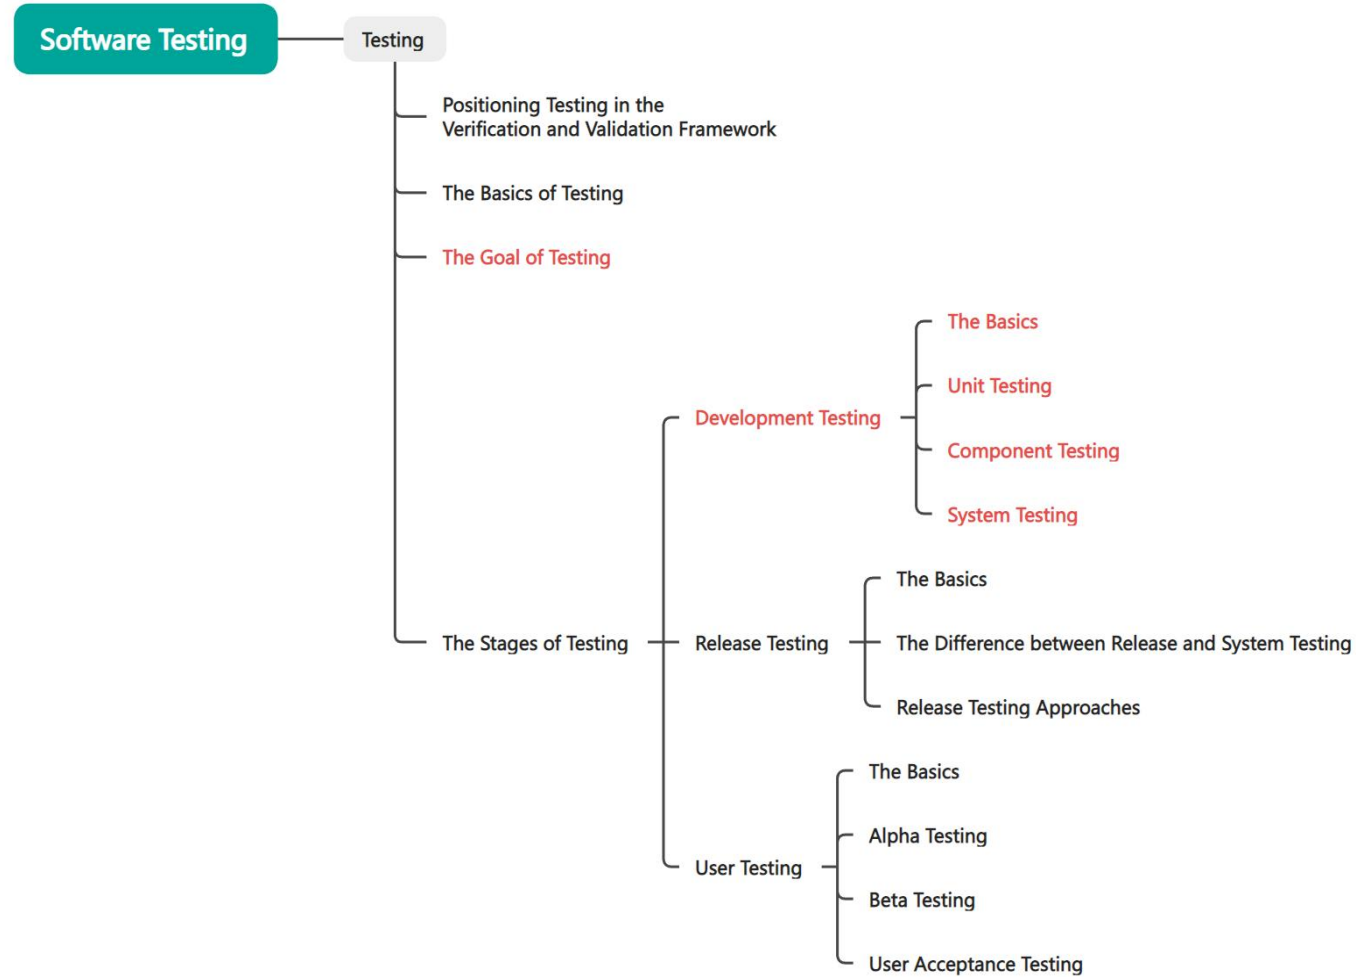 Software Testing
Testing
Positioning Testing in the
Verification and Validation Framework
The Basics of Testing
The Goal of Testing
The Stages of Testing
Development Testing
The Basics
Unit Testing
Component Testing
System Testing
Release Testing
The Basics
The Difference between Release and System Testing
Release Testing Approaches
User Testing
The Basics
Alpha Testing
Beta Testing
User Acceptance Testing